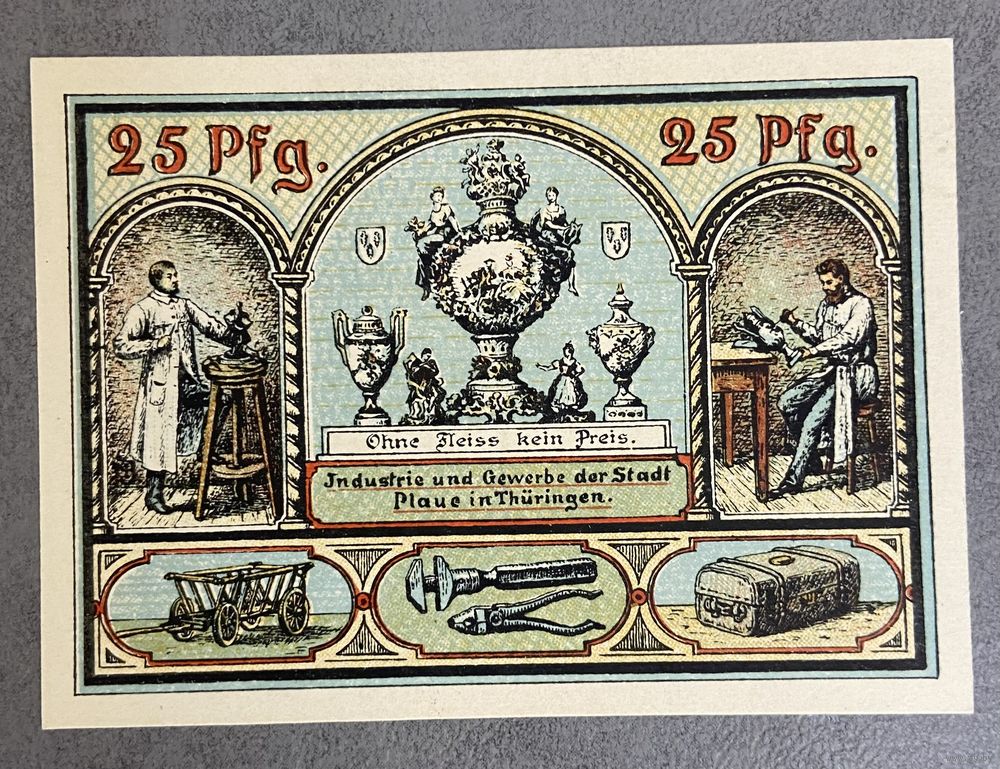 25 Pfg.
25 Pfg.
Ohne Fleiss kein Preis.
Industrie und Gewerbe der Stadt
Plaue in Thüringen.